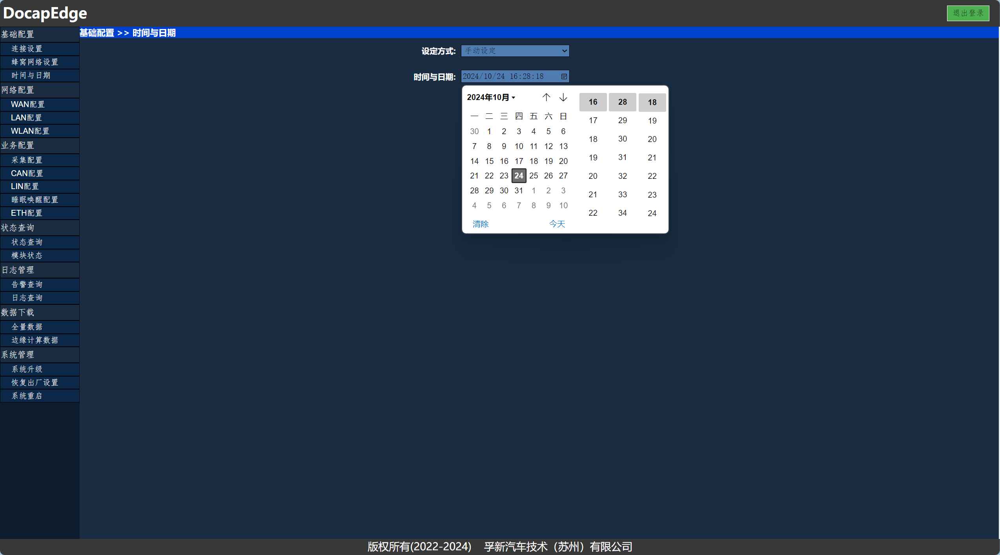 DocapEdge
退出登录
基础配置
连接设置
蜂窝网络设置
时间与日期
网络配置
WAN配置
LAN配置
WLAN配置
业务配置
采集配置
CAN配置
LIN配置
睡眠唤醒配置
ETH配置
状态查询
状态查询
模块状态
日志管理
告警查询
日志查询
数据下载
全量数据
边缘计算数据
系统管理
系统升级
恢复出厂设置
系统重启
基础配置 >> 时间与日期
设定方式: 手动设定
时间与日期: 2024/10/24 16:28:18
2024年10月
一 二 三 四 五 六 日
30 1 2 3 4 5 6
7 8 9 10 11 12 13
14 15 16 17 18 19 20
21 22 23 24 25 26 27
28 29 30 31 1 2 3
4 5 6 7 8 9 10
清除 今天
16 28 18
17 29 19
18 30 20
19 31 21
20 32 22
21 33 23
22 34 24
版权所有(2022-2024) 孚新汽车技术（苏州）有限公司